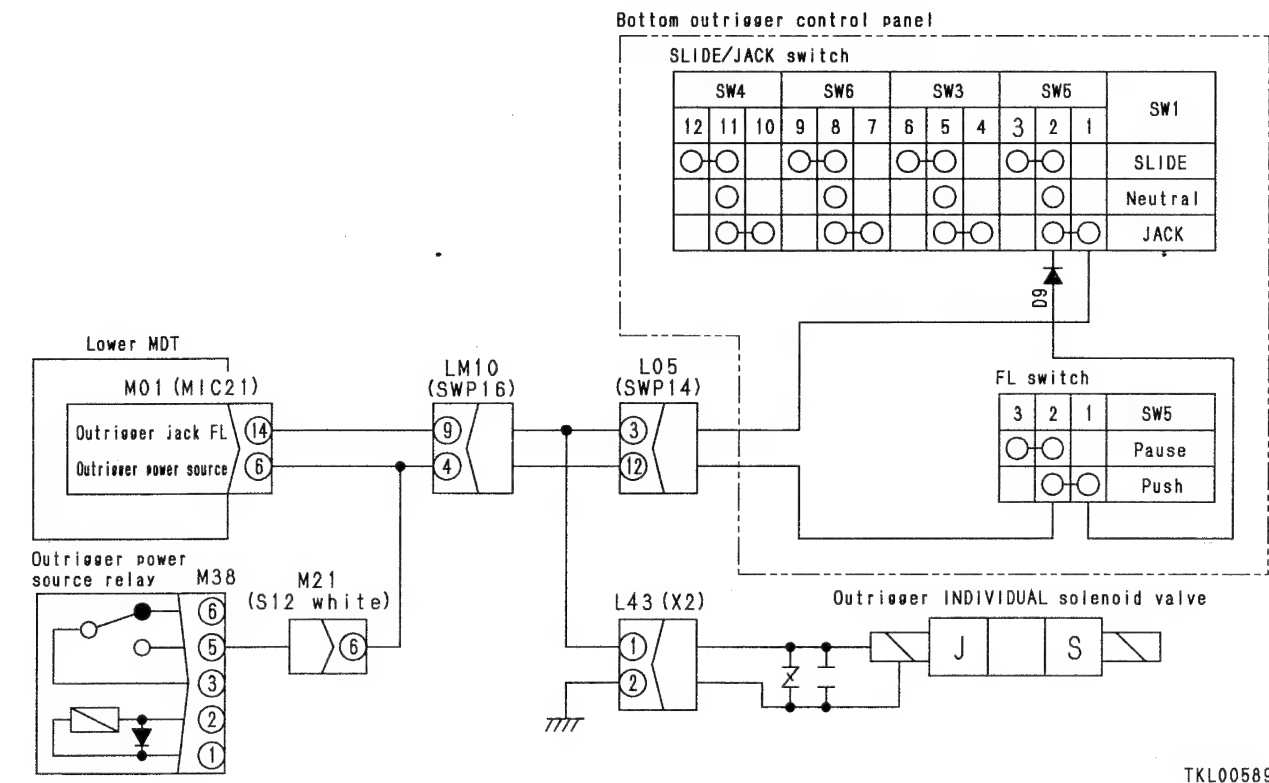 Bottom outrigger control panel
SLIDE/JACK switch
SW4 SW6 SW3 SW5 SW1
12 11 10 9 8 7 6 5 4 3 2 1
SLIDE
Neutral
JACK
D9
Lower MDT
M01 (MIC21)
LM10
(SWP16)
L05
(SWP14)
FL switch
3 2 1 SW5
Pause
Push
Outrigger jack FL 14 9 3
Outrigger power source 6 4 12
Outrigger power
source relay
M38
M21
(S12 white)
6
5
3
2
1
6
L43 (X2)
1
2
Outrigger INDIVIDUAL solenoid valve
J S
TKL00589